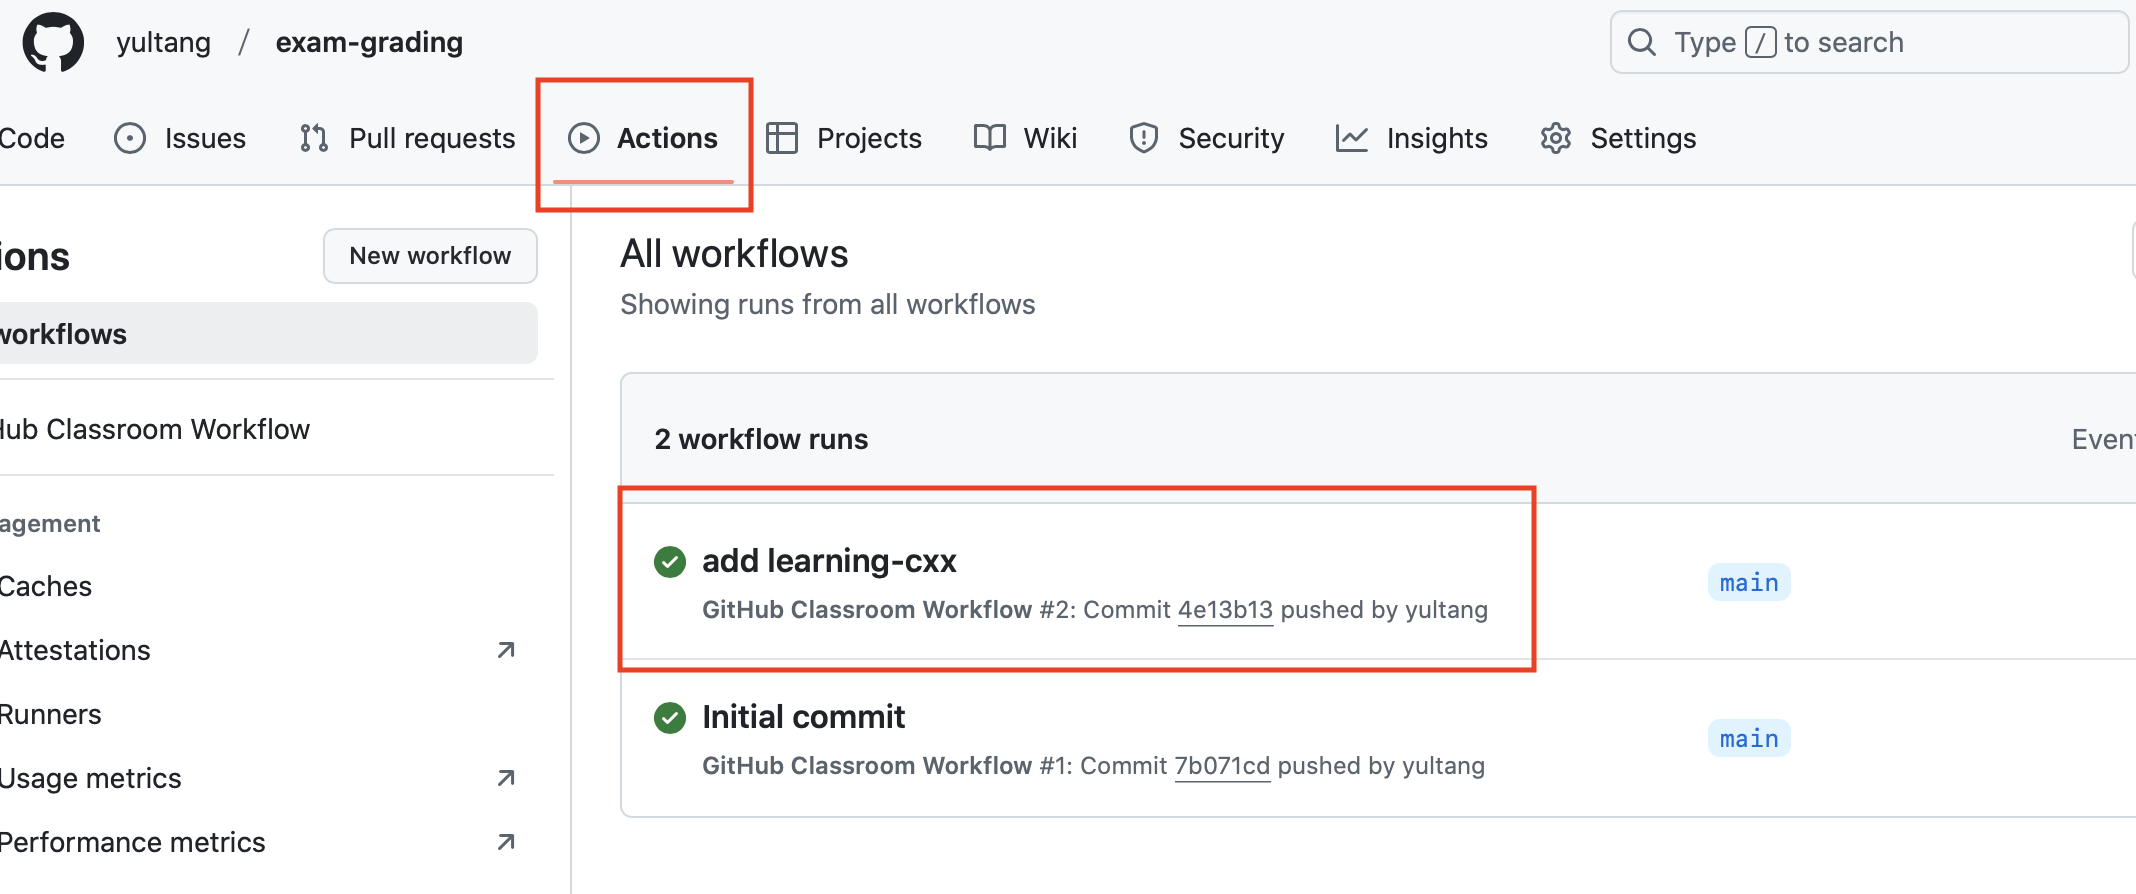 yultang / exam-grading
Type / to search
Code
Issues
Pull requests
Actions
Projects
Wiki
Security
Insights
Settings
ions
New workflow
workflows
Hub Classroom Workflow
agement
Caches
Attestations
Runners
Usage metrics
Performance metrics
All workflows
Showing runs from all workflows
2 workflow runs
Event
add learning-cxx
main
GitHub Classroom Workflow #2: Commit 4e13b13 pushed by yultang
Initial commit
main
GitHub Classroom Workflow #1: Commit 7b071cd pushed by yultang